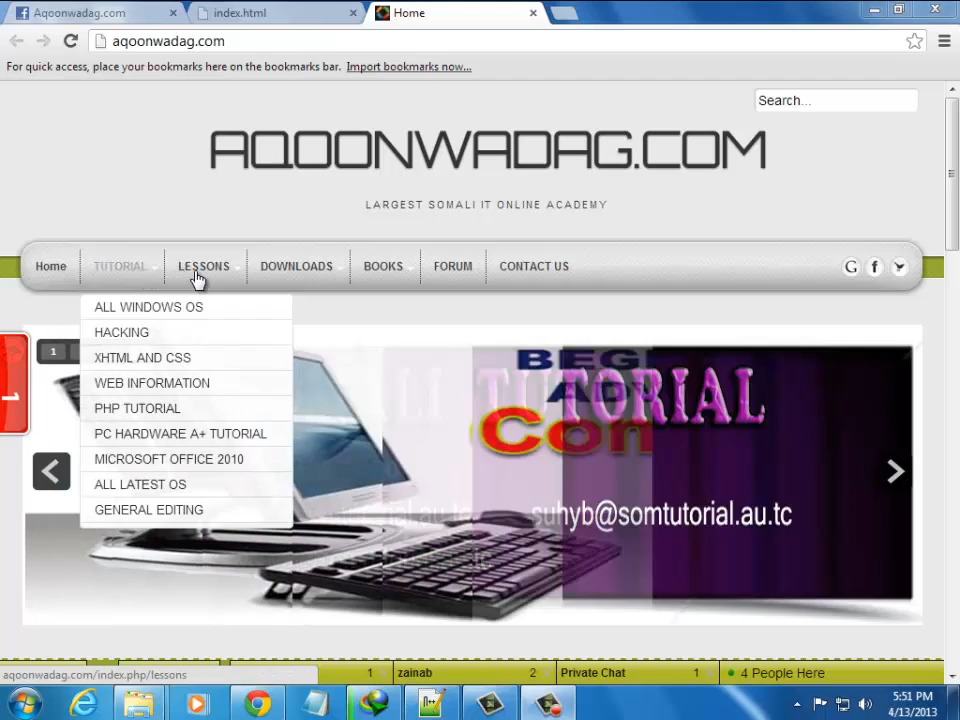 Aqoonwadag.com
index.html
Home
aqoonwadag.com
For quick access, place your bookmarks here on the bookmarks bar. Import bookmarks now...
Search...
AQOONWADAG.COM
LARGEST SOMALI IT ONLINE ACADEMY
Home TUTORIAL LESSONS DOWNLOADS BOOKS FORUM CONTACT US
G f
ALL WINDOWS OS
HACKING
XHTML AND CSS
WEB INFORMATION
PHP TUTORIAL
PC HARDWARE A+ TUTORIAL
MICROSOFT OFFICE 2010
ALL LATEST OS
GENERAL EDITING
1
1
TUTORIAL
Con
suhyb@somtutorial.au.tc
1 zainab 2 Private Chat 1 4 People Here
aqoonwadag.com/index.php/lessons
5:51 PM
4/13/2013